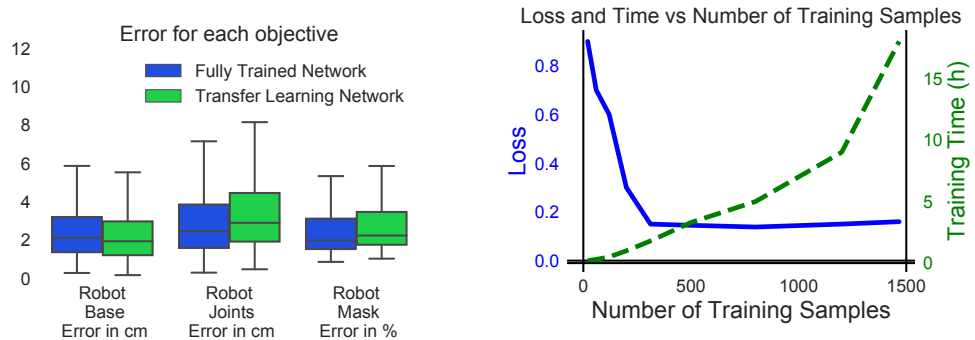 Error for each objective
12
10
8
6
4
2
0
Fully Trained Network
Transfer Learning Network
Robot
Base
Error in cm
Robot
Joints
Error in cm
Robot
Mask
Error in %
Loss and Time vs Number of Training Samples
Loss
0.8
0.6
0.4
0.2
0.0
Training Time (h)
15
10
5
0
0
500
1000
1500
Number of Training Samples